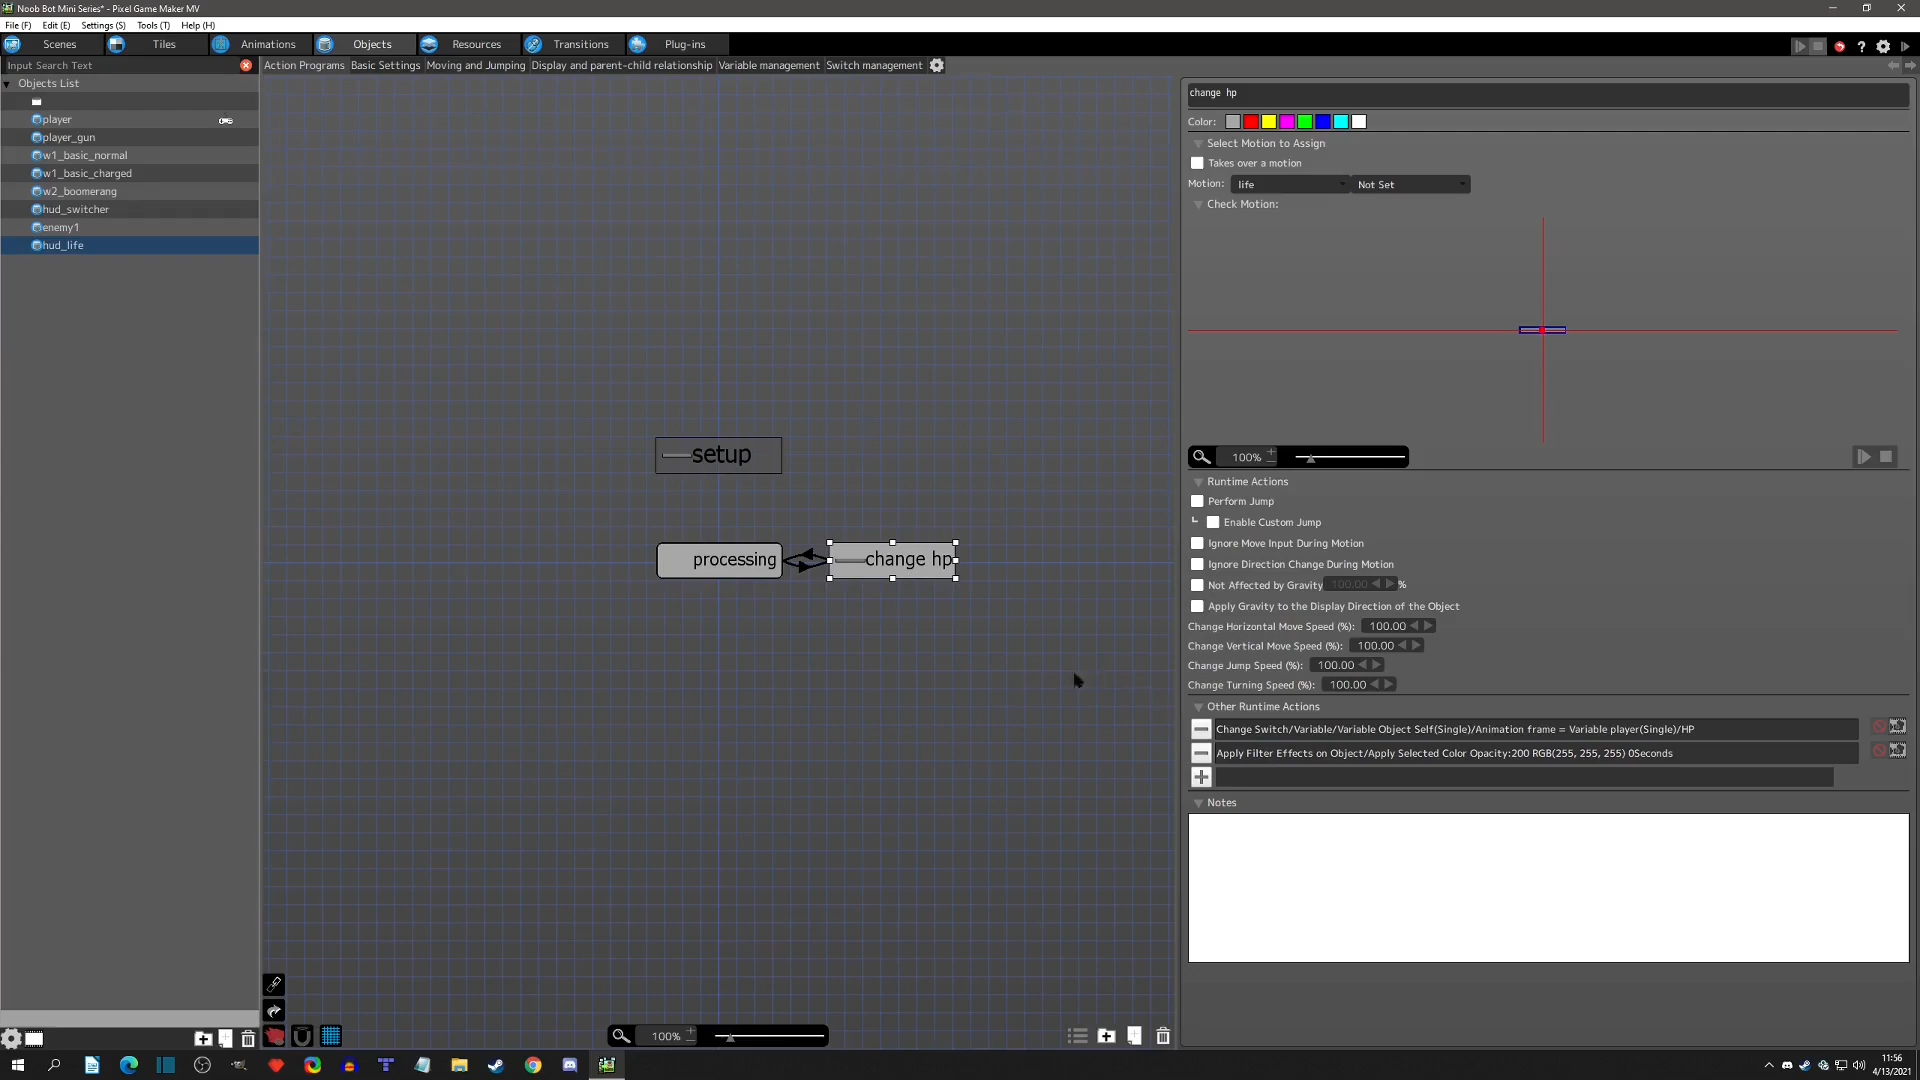 Noob Bot Mini Series* - Pixel Game Maker MV
File (F) Edit (E) Settings (S) Tools (T) Help (H)
Scenes Tiles Animations Objects Resources Transitions Plug-ins
Input Search Text
Action Programs Basic Settings Moving and Jumping Display and parent-child relationship Variable management Switch management
Objects List
player
player_gun
w1_basic_normal
w1_basic_charged
w2_boomerang
hud_switcher
enemy1
hud_life
setup
processing
change hp
100%
change hp
Color:
Select Motion to Assign
Takes over a motion
Motion: life Not Set
Check Motion:
100%
Runtime Actions
Perform Jump
Enable Custom Jump
Ignore Move Input During Motion
Ignore Direction Change During Motion
Not Affected by Gravity 100.00 %
Apply Gravity to the Display Direction of the Object
Change Horizontal Move Speed (%): 100.00
Change Vertical Move Speed (%): 100.00
Change Jump Speed (%): 100.00
Change Turning Speed (%): 100.00
Other Runtime Actions
Change Switch/Variable/Variable Object Self(Single)/Animation frame = Variable player(Single)/HP
Apply Filter Effects on Object/Apply Selected Color Opacity:200 RGB(255, 255, 255) 0Seconds
Notes
11:56
4/13/2021